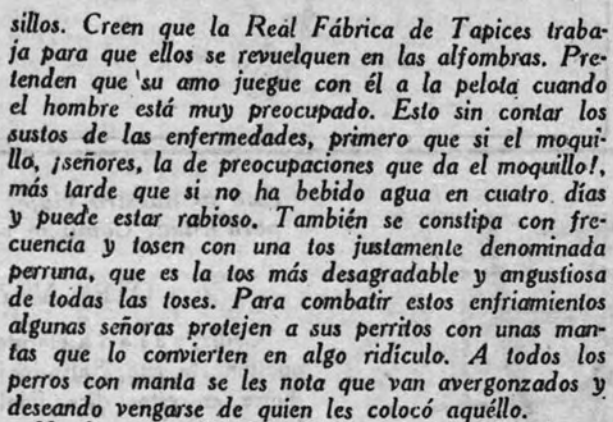 sillos. Creen que la Real Fábrica de Tapices traba-
ja para que ellos se revuelquen en las alfombras. Pre-
tenden que su amo juegue con él a la pelota cuando
el hombre está muy preocupado. Esto sin contar los
sustos de las enfermedades, primero que si el moqui-
llo, ¡señores, la de preocupaciones que da el moquillo!,
más tarde que si no ha bebido agua en cuatro días
y puede estar rabioso. También se constipa con fre-
cuencia y tosen con una tos justamente denominada
perruna, que es la tos más desagradable y angustiosa
de todas las toses. Para combatir estos enfriamientos
algunas señoras protejen a sus perritos con unas man-
tas que lo convierten en algo ridículo. A todos los
perros con manta se les nota que van avergonzados y
deseando vengarse de quien les colocó aquéllo.